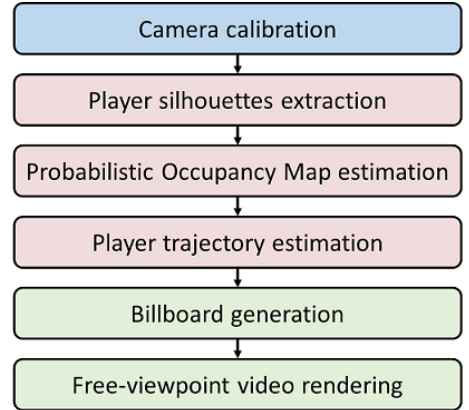 Camera calibration
Player silhouettes extraction
Probabilistic Occupancy Map estimation
Player trajectory estimation
Billboard generation
Free-viewpoint video rendering